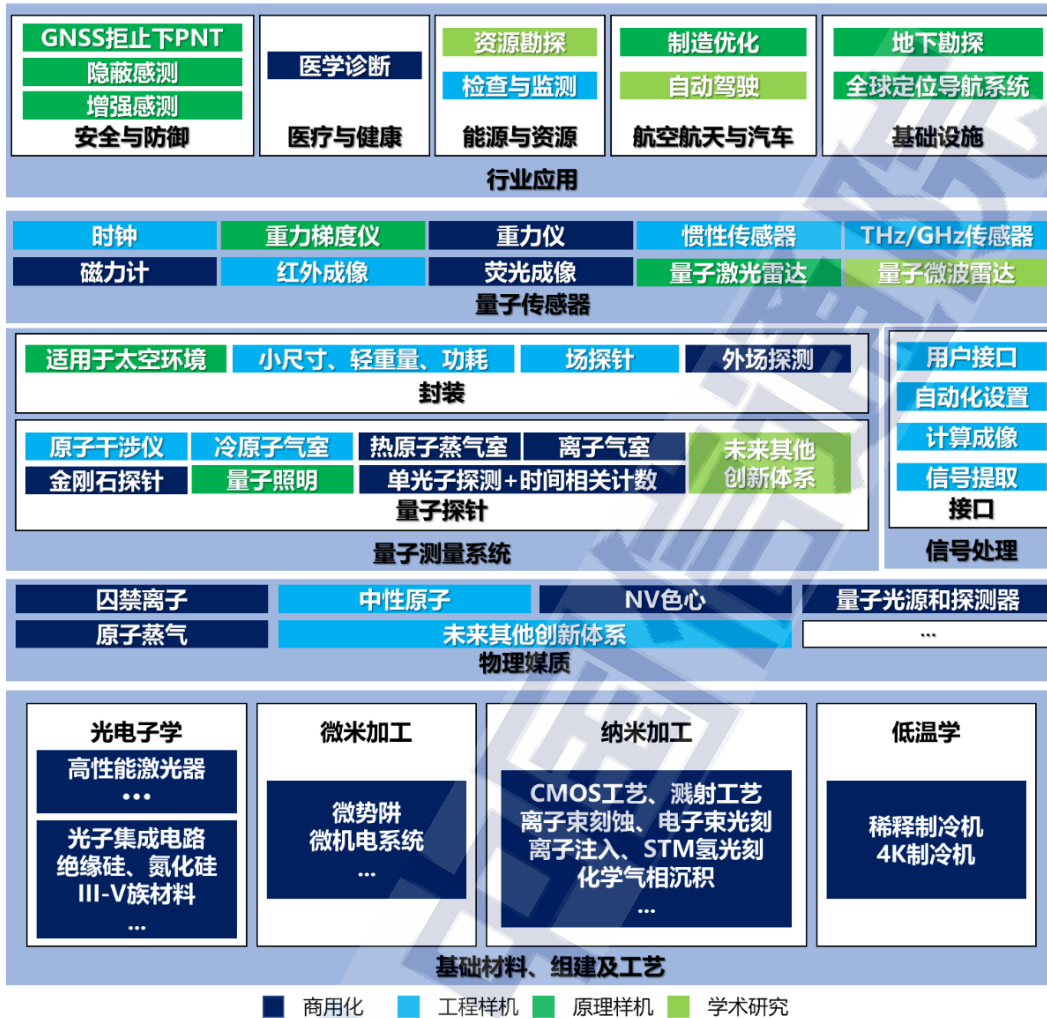 GNSS拒止下PNT
隐蔽感测
增强感测
安全与防御
医学诊断
医疗与健康
资源勘探
检查与监测
能源与资源
制造优化
自动驾驶
航空航天与汽车
地下勘探
全球定位导航系统
基础设施
行业应用
时钟
重力梯度仪
重力仪
惯性传感器
THz/GHz传感器
磁力计
红外成像
荧光成像
量子激光雷达
量子微波雷达
量子传感器
适用于太空环境
小尺寸、轻重量、功耗
场探针
外场探测
封装
原子干涉仪
冷原子气室
热原子蒸气室
离子气室
未来其他
创新体系
金刚石探针
量子照明
单光子探测+时间相关计数
量子探针
量子测量系统
用户接口
自动化设置
计算成像
信号提取
接口
信号处理
囚禁离子
中性原子
NV色心
量子光源和探测器
原子蒸气
未来其他创新体系
...
物理媒质
光电子学
高性能激光器
•••
光子集成电路
绝缘硅、氮化硅
III-V族材料
...
微米加工
微势阱
微机电系统
...
纳米加工
CMOS工艺、溅射工艺
离子束刻蚀、电子束光刻
离子注入、STM氢光刻
化学气相沉积
...
低温学
稀释制冷机
4K制冷机
基础材料、组建及工艺
商用化
工程样机
原理样机
学术研究
中国信通院